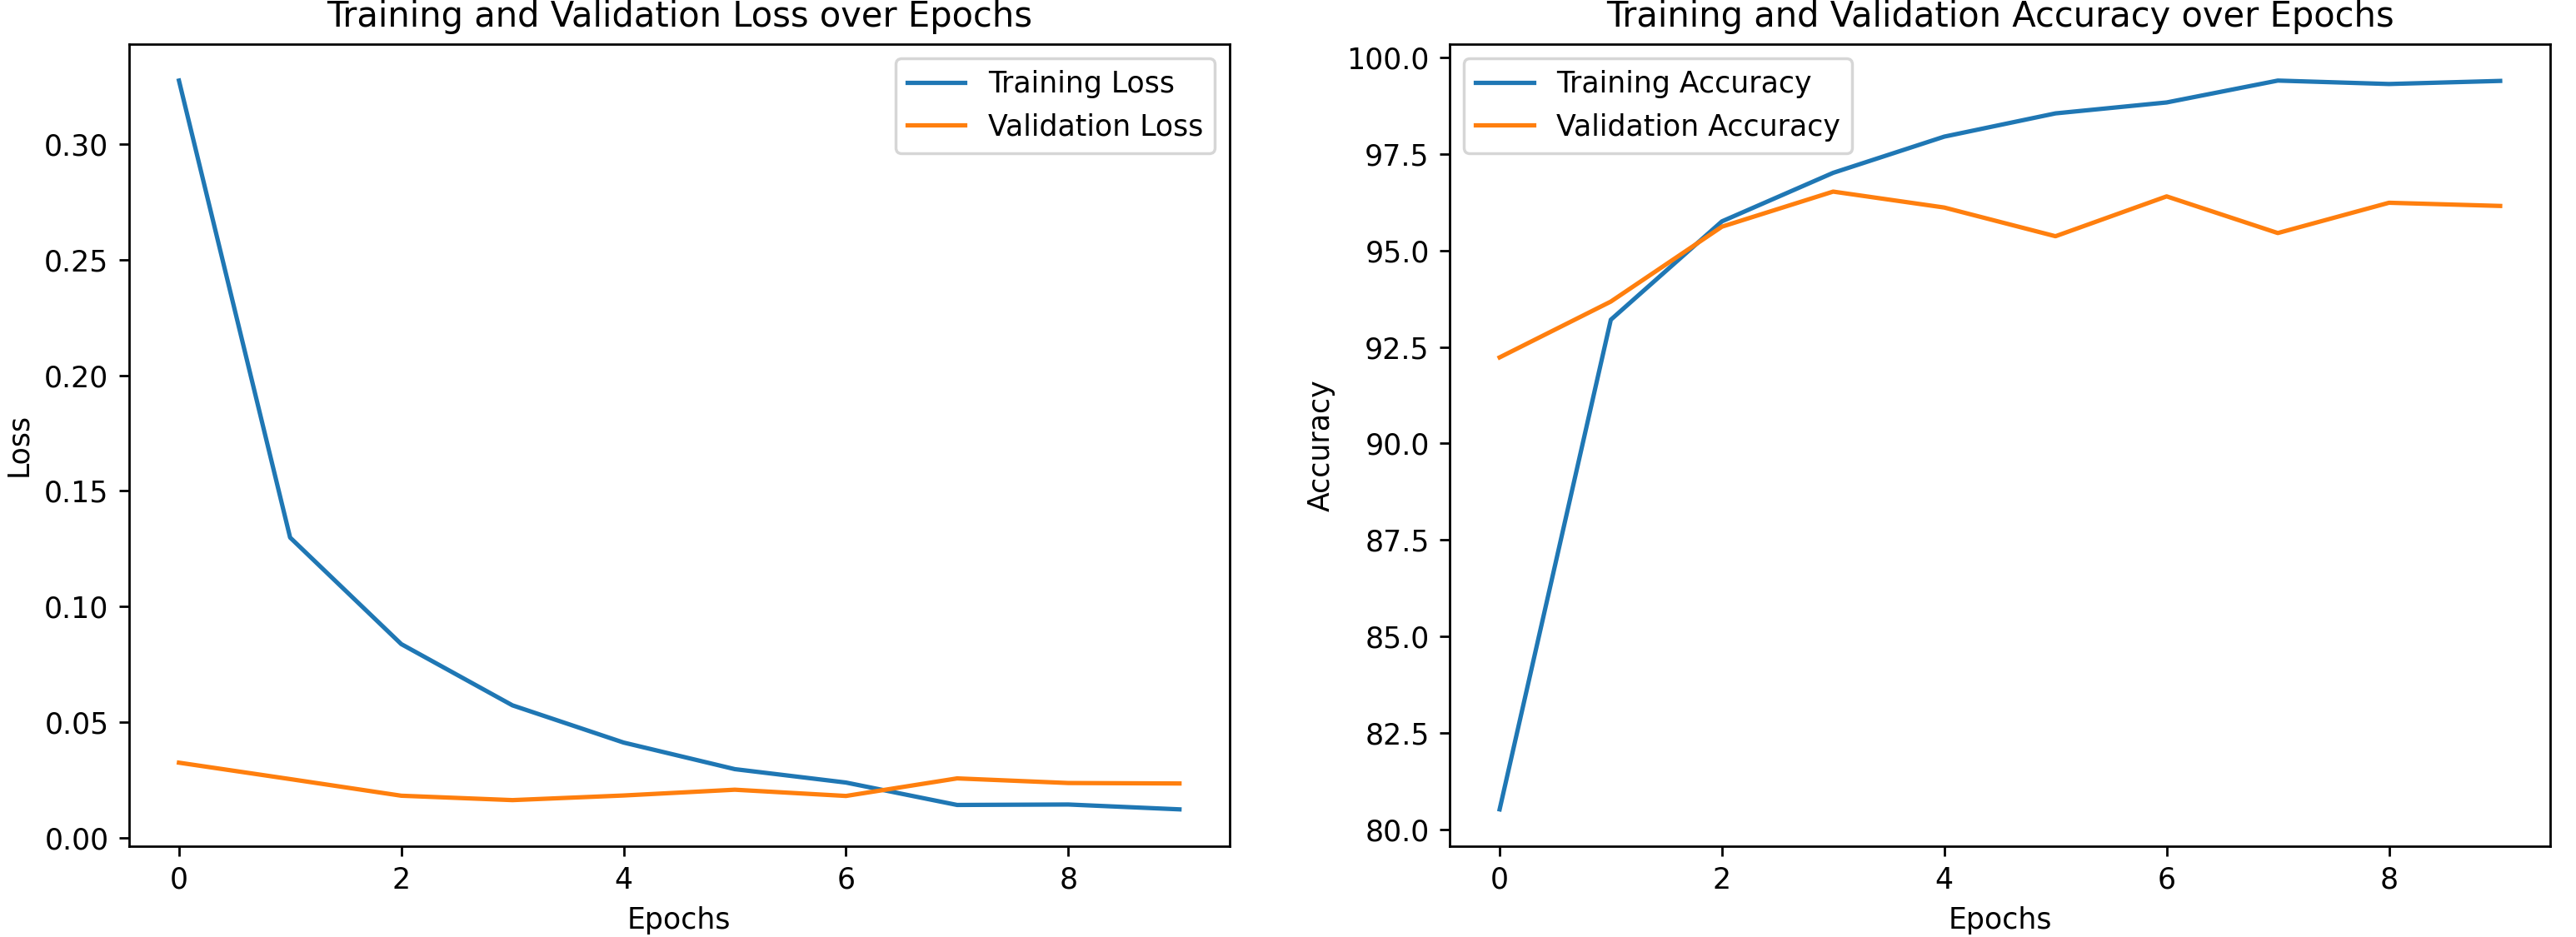 Training and Validation Loss over Epochs
Training Loss
Validation Loss
0.30
0.25
0.20
0.15
0.10
0.05
0.00
Loss
0 2 4 6 8
Epochs
Training and Validation Accuracy over Epochs
Training Accuracy
Validation Accuracy
100.0
97.5
95.0
92.5
90.0
87.5
85.0
82.5
80.0
Accuracy
0 2 4 6 8
Epochs